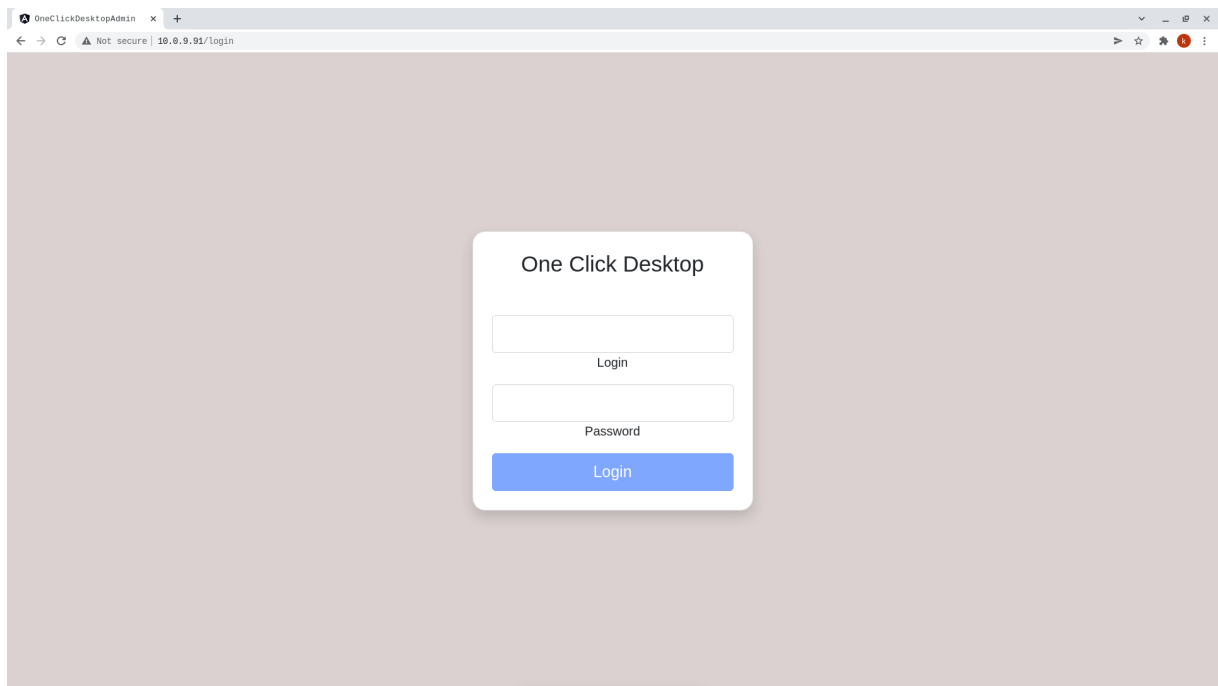 OneClickDesktopAdmin
Not secure 10.0.9.91/login
k
One Click Desktop
Login
Password
Login